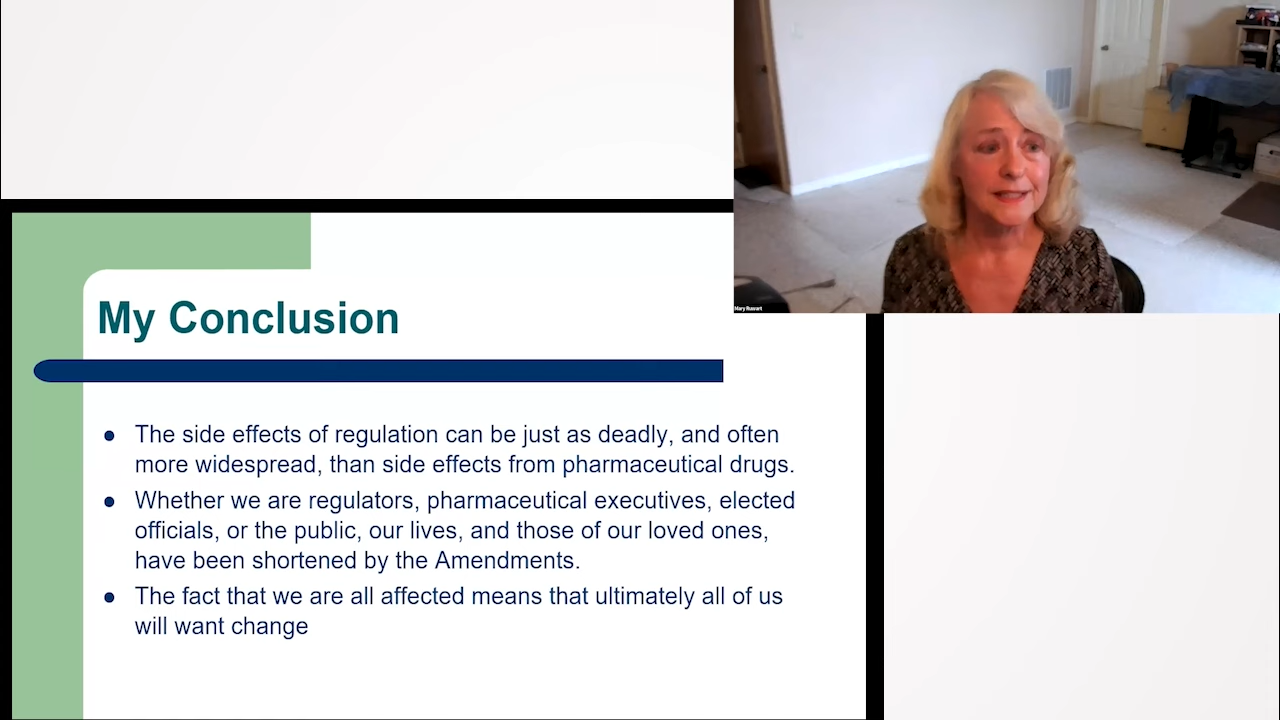 Mary Ruwart
My Conclusion
● The side effects of regulation can be just as deadly, and often
more widespread, than side effects from pharmaceutical drugs.
● Whether we are regulators, pharmaceutical executives, elected
officials, or the public, our lives, and those of our loved ones,
have been shortened by the Amendments.
● The fact that we are all affected means that ultimately all of us
will want change